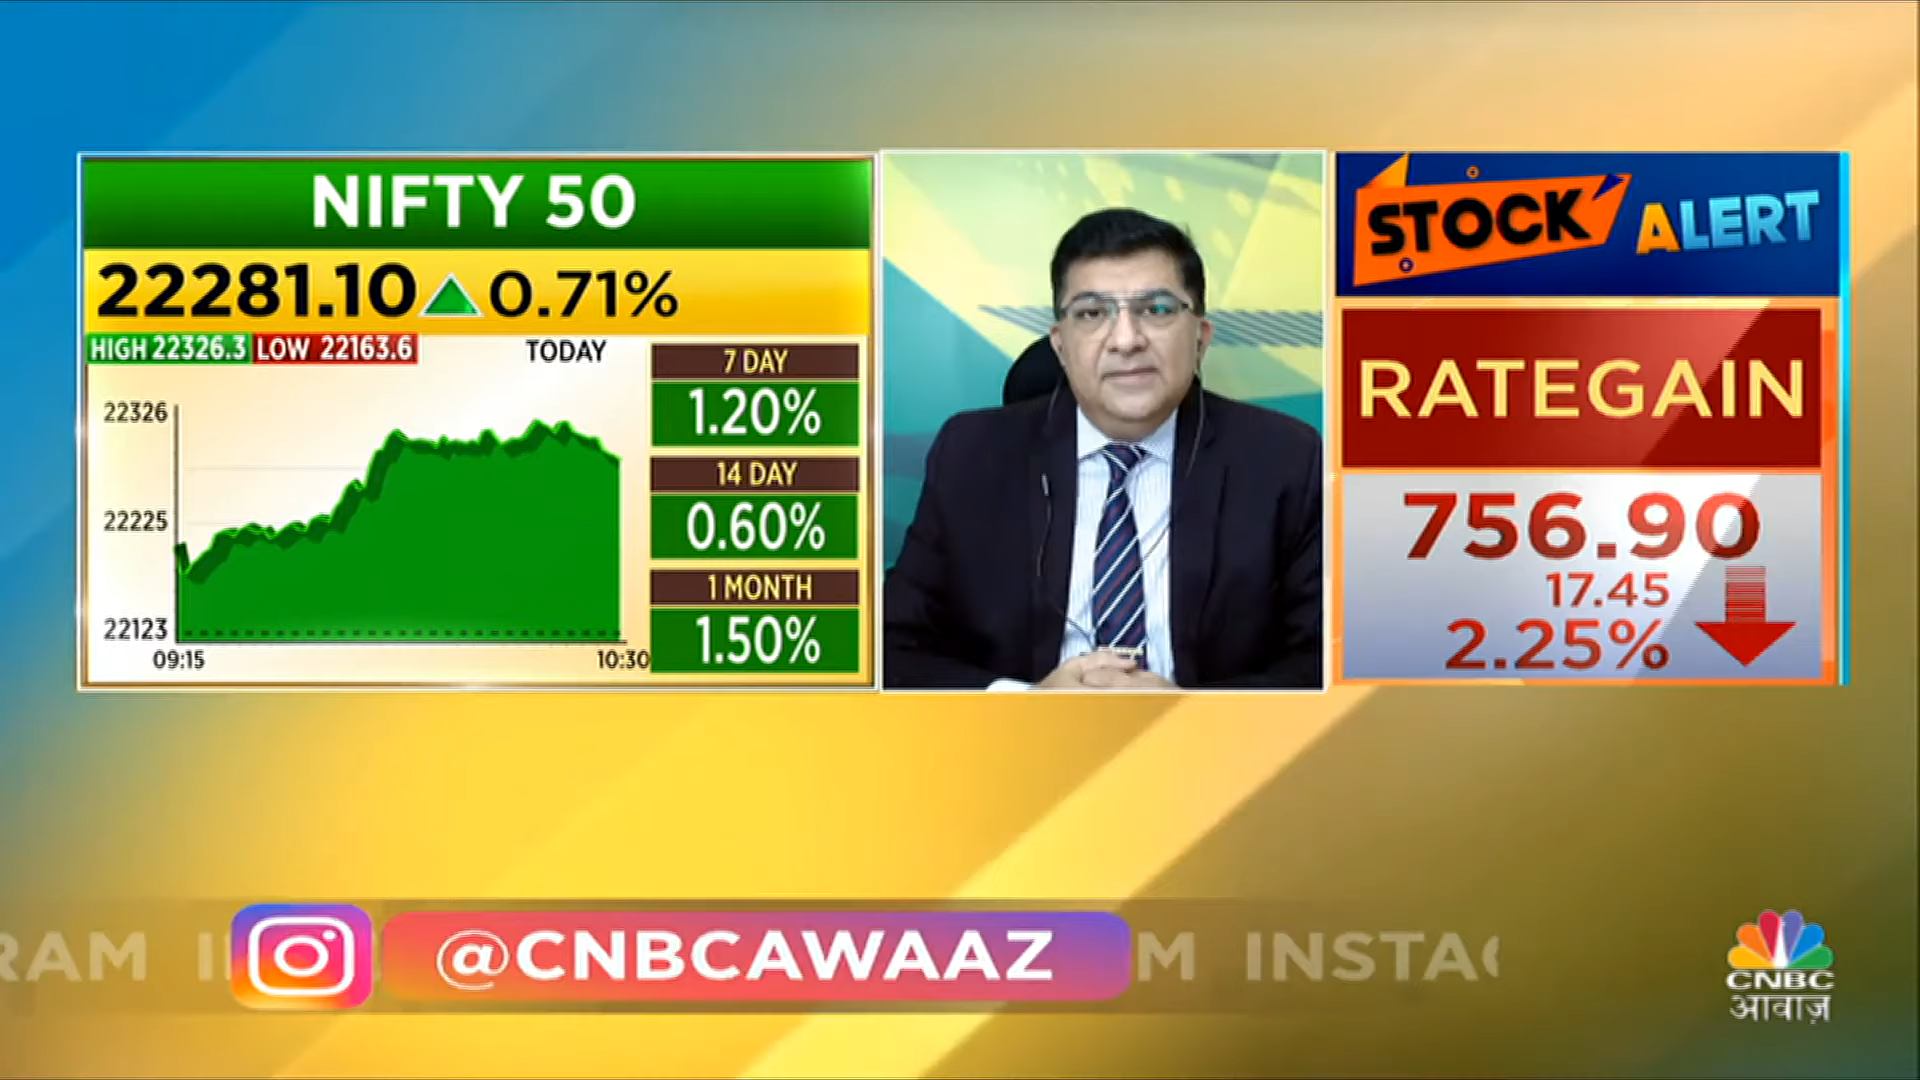 NIFTY 50
22281.10 0.71%
HIGH 22326.3 LOW 22163.6
TODAY
22326
22225
22123
09:15
10:30
7 DAY
1.20%
14 DAY
0.60%
1 MONTH
1.50%
STOCK ALERT
RATEGAIN
756.90
17.45
2.25%
RAM I
@CNBCAWAAZ
M INSTAG
CNBC
आवाज़